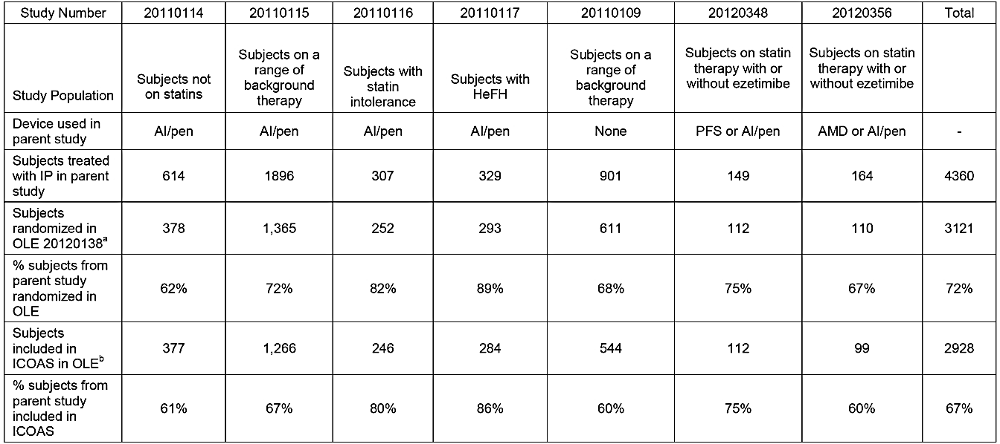 Study Number 20110114 20110115 20110116 20110117 20110109 20120348 20120356 Total
Study Population
Subjects not
on statins
Subjects on a
range of
background
therapy
Subjects with
statin
intolerance
Subjects with
HeFH
Subjects on a
range of
background
therapy
Subjects on statin
therapy with or
without ezetimibe
Subjects on statin
therapy with or
without ezetimibe
Device used in
parent study
AI/pen AI/pen AI/pen AI/pen None PFS or AI/pen AMD or AI/pen -
Subjects treated
with IP in parent
study
614 1896 307 329 901 149 164 4360
Subjects
randomized in
OLE 20120138a
378 1,365 252 293 611 112 110 3121
% subjects from
parent study
randomized in
OLE
62% 72% 82% 89% 68% 75% 67% 72%
Subjects
included in
ICOAS in OLEb
377 1,266 246 284 544 112 99 2928
% subjects from
parent study
included in
ICOAS
61% 67% 80% 86% 60% 75% 60% 67%